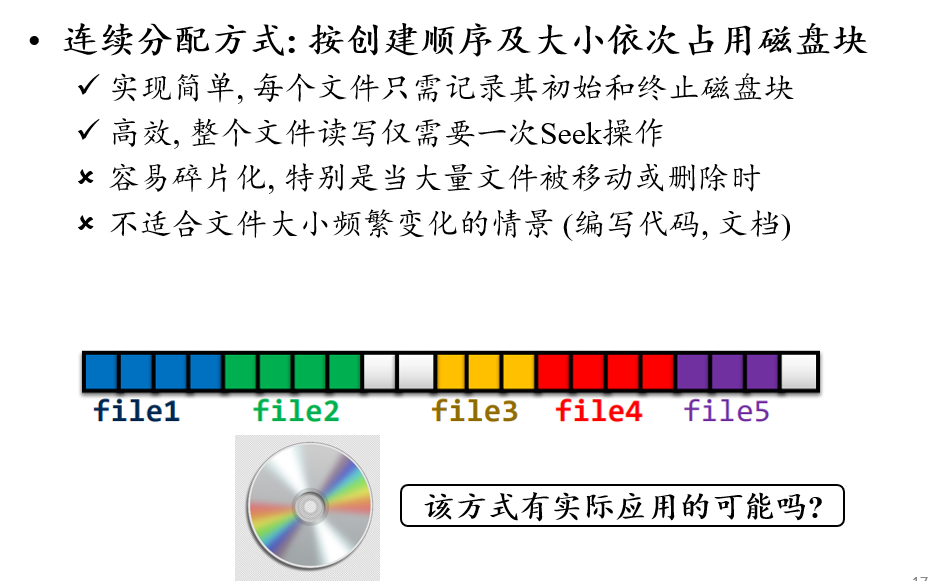 • 连续分配方式: 按创建顺序及大小依次占用磁盘块
✓ 实现简单, 每个文件只需记录其初始和终止磁盘块
✓ 高效, 整个文件读写仅需要一次Seek操作
× 容易碎片化, 特别是当大量文件被移动或删除时
× 不适合文件大小频繁变化的情景 (编写代码, 文档)
file1 file2 file3 file4 file5
该方式有实际应用的可能吗?